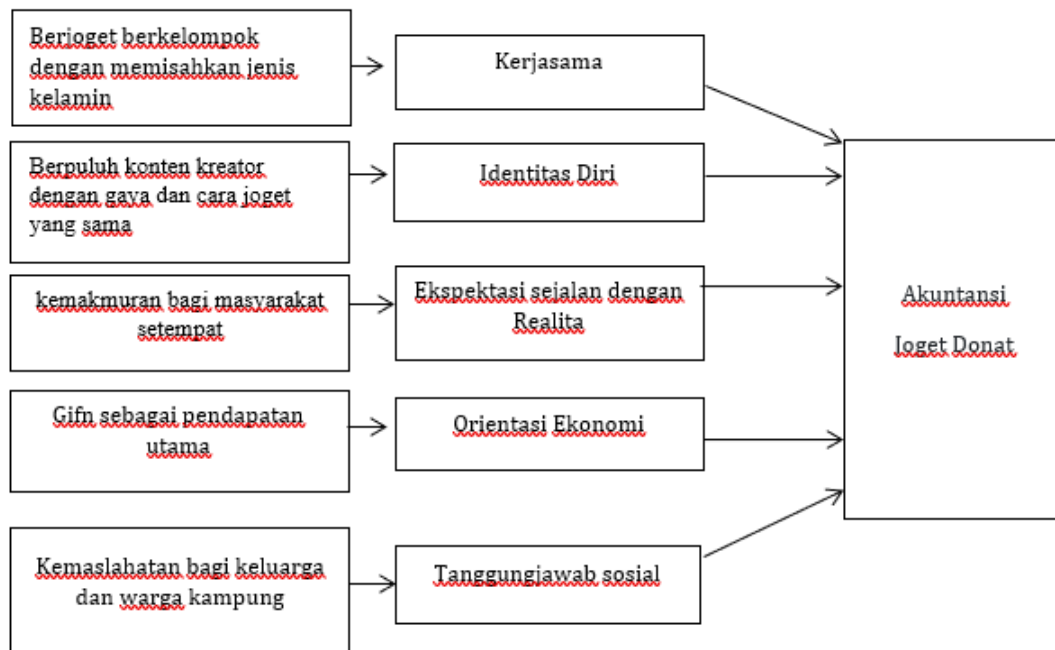 Berjoget berkelompok
dengan memisahkan jenis
kelamin
Kerjasama
Berpuluh konten kreator
dengan gaya dan cara joget
yang sama
Identitas Diri
kemakmuran bagi masyarakat
setempat
Ekspektasi sejalan dengan
Realita
Gifn sebagai pendapatan
utama
Orientasi Ekonomi
Kemaslahatan bagi keluarga
dan warga kampung
Tanggungjawab sosial
Akuntansi
Joget Donat